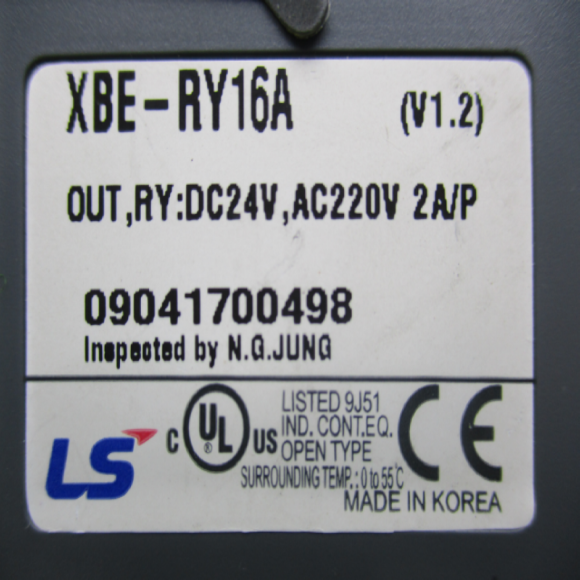 XBE-RY16A (V1.2)
OUT,RY:DC24V,AC220V 2A/P
09041700498
Inspected by N.G.JUNG
LS
C UL ® US
LISTED 9J51
IND. CONT.EQ.
OPEN TYPE
SURROUNDING TEMP.: 0 to 55℃
CE
MADE IN KOREA